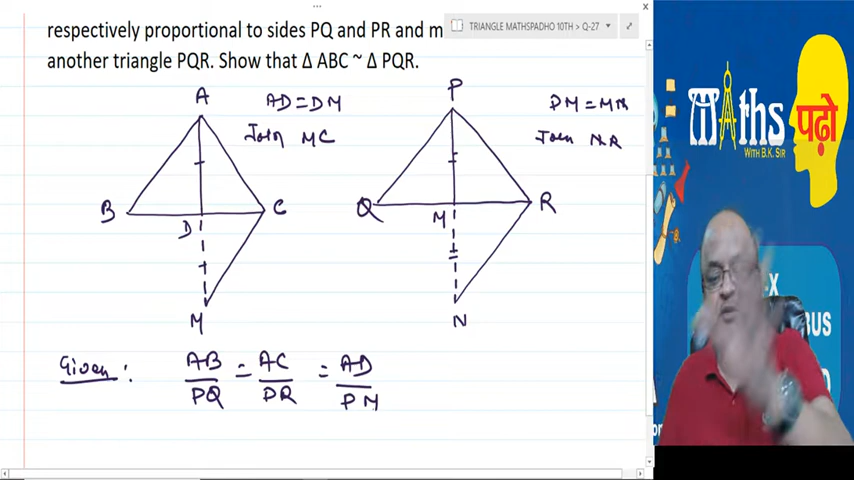 respectively proportional to sides PQ and PR and m
another triangle PQR. Show that Δ ABC ~ Δ PQR.
TRIANGLE MATHSPADHO 10TH > Q-27
A
AD = DM
Join MC
B
D
C
M
P
PM = MN
Join NR
Q
M
R
N
Given : AB/PQ = AC/PR = AD/PM
Maths पढ़ो
WITH B.K. SIR
-X
BUS